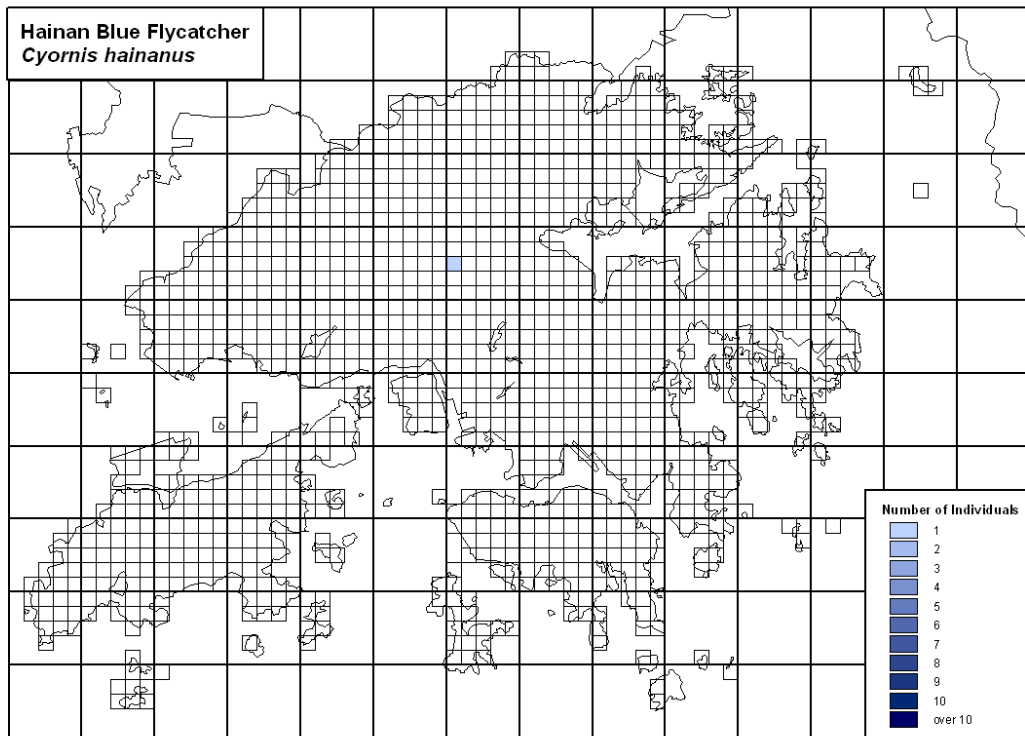 Hainan Blue Flycatcher
Cyornis hainanus
Number of Individuals
1
2
3
4
5
6
7
8
9
10
over 10